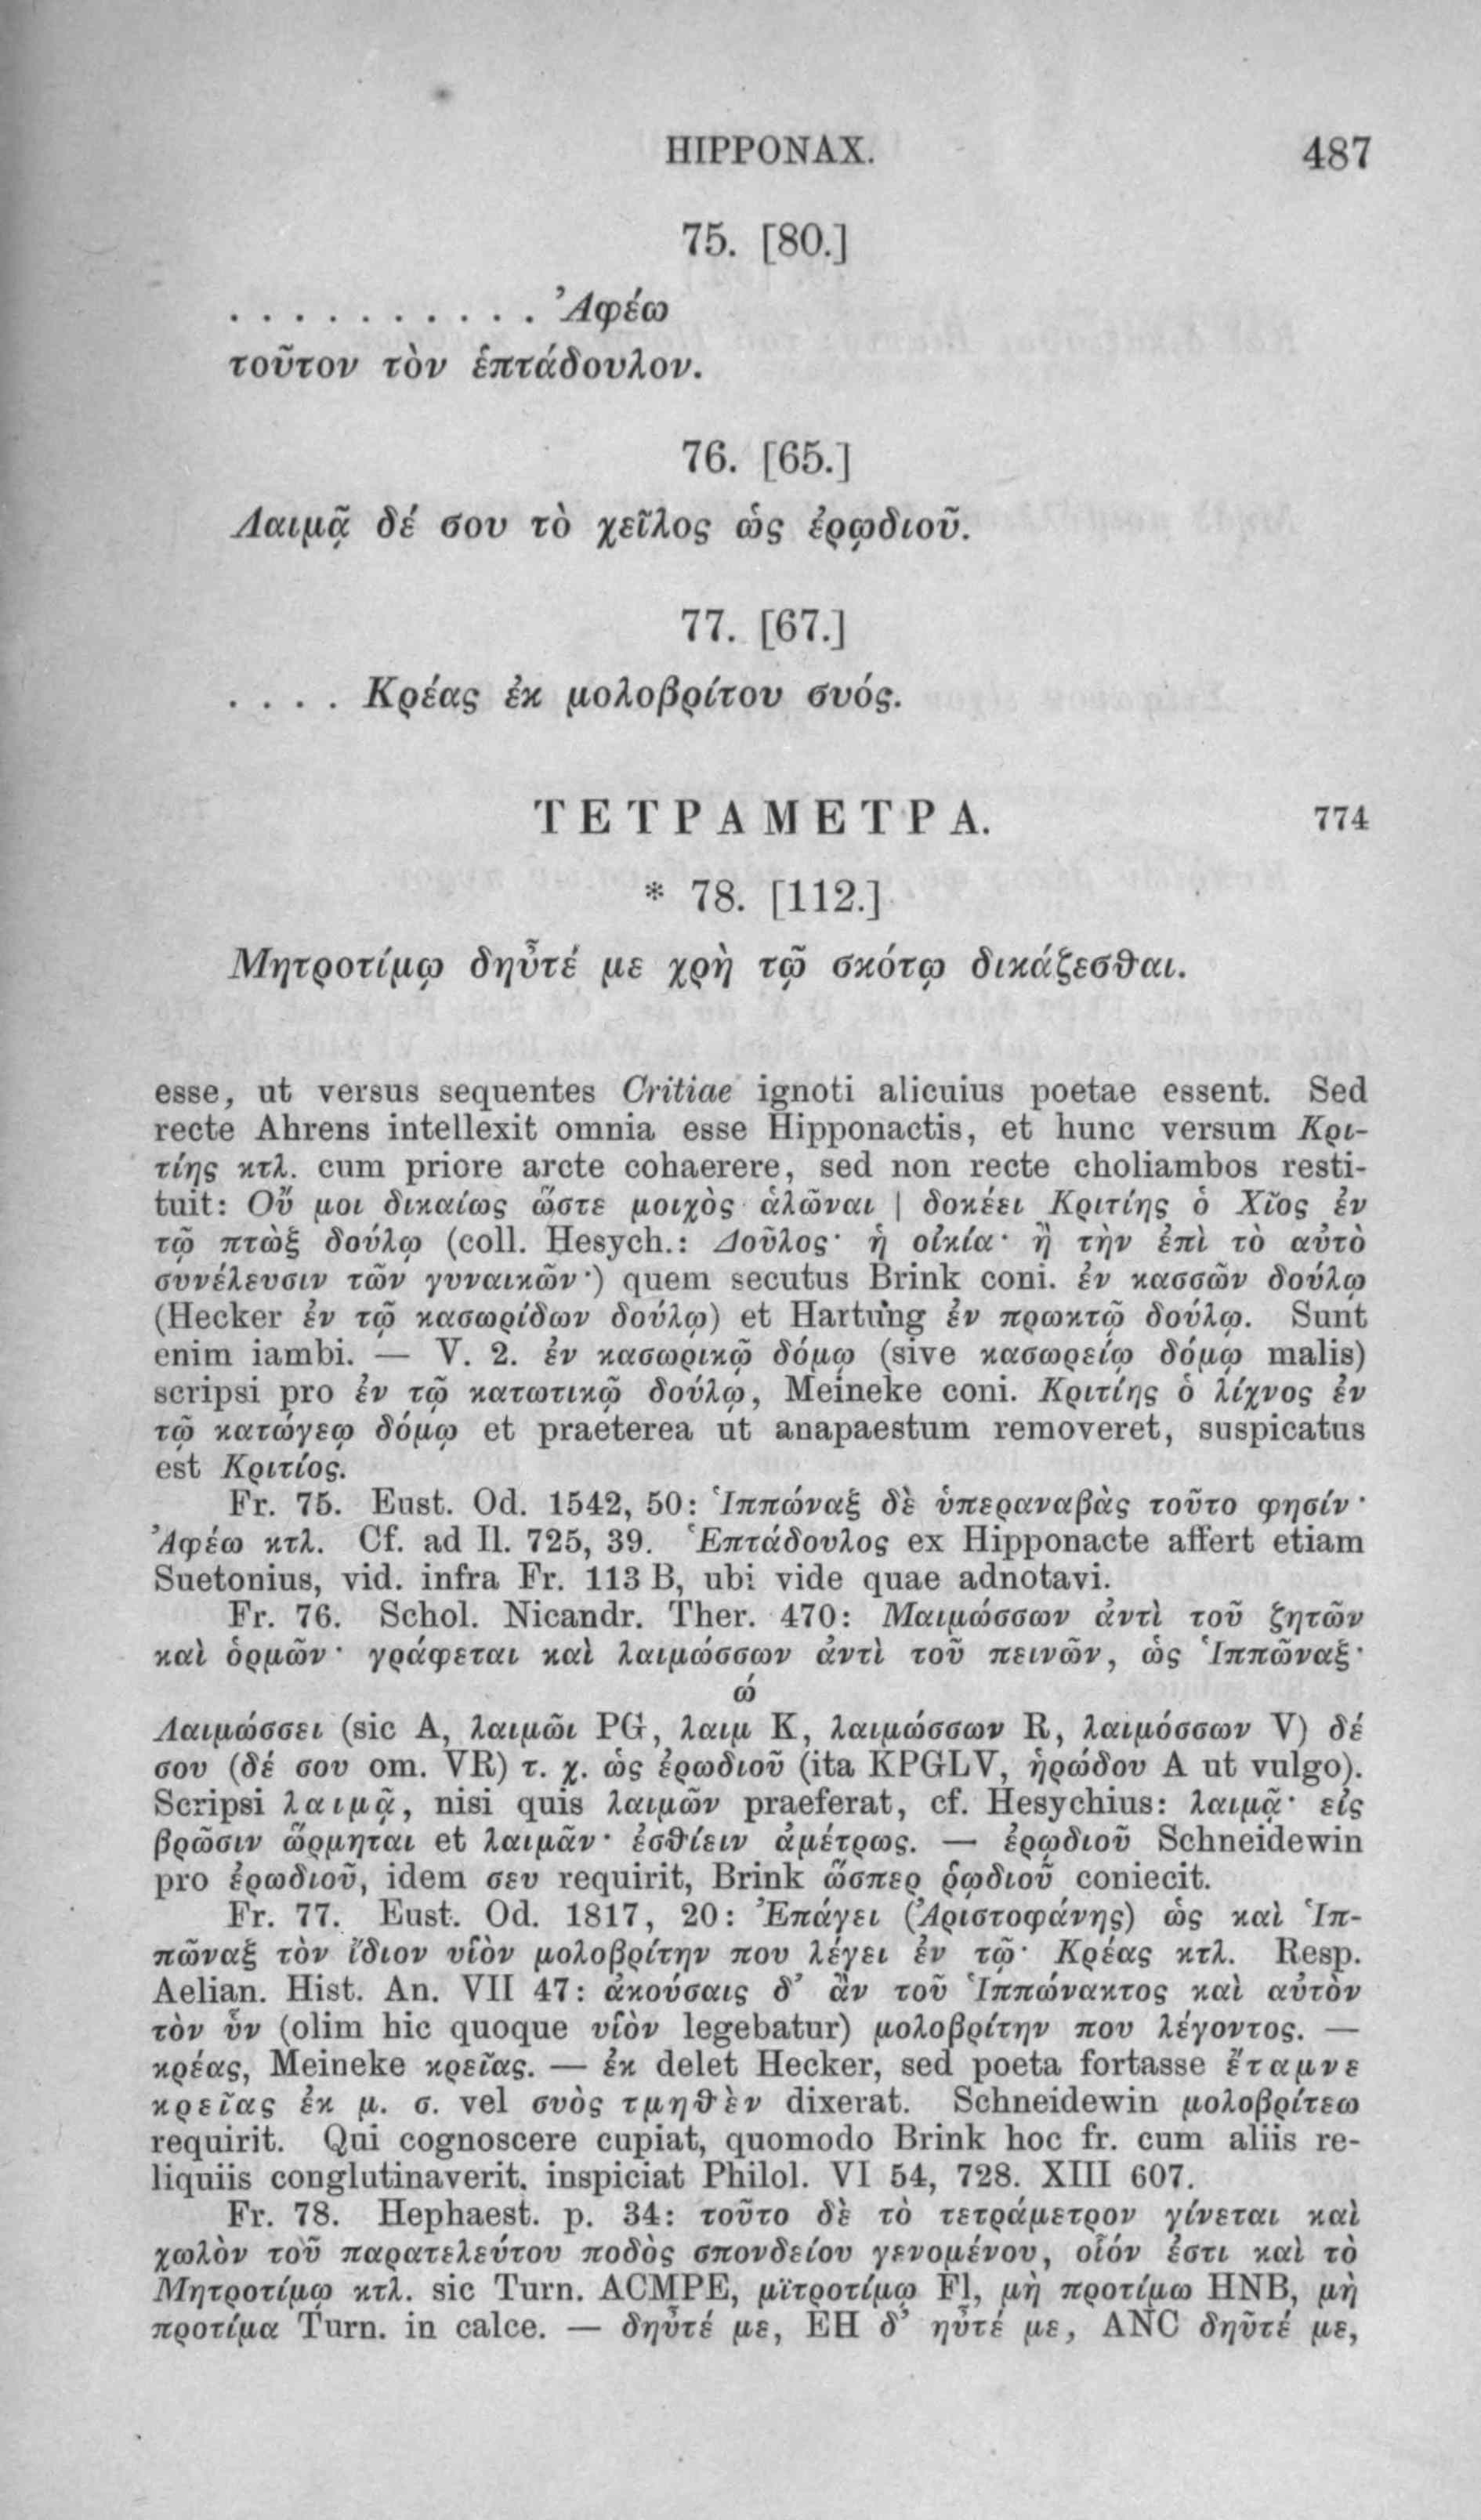 HIPPONAX. 487
75. [80.]
. . . . . . . . . . Ἀφέω
τοῦτον τὸν ἑπτάδουλον.
76. [65.]
Λαιμᾷ δέ σου τὸ χεῖλος ὡς ἐρῳδιοῦ.
77. [67.]
. . . . Κρέας ἐκ μολοβρίτου συός.
ΤΕΤΡΑΜΕΤΡΑ. 774
* 78. [112.]
Μητροτίμῳ δηὖτέ με χρὴ τῷ σκότῳ δικάζεσθαι.
esse, ut versus sequentes Critiae ignoti alicuius poetae essent. Sed
recte Ahrens intellexit omnia esse Hipponactis, et hunc versum Κρι-
τίης κτλ. cum priore arcte cohaerere, sed non recte choliambos resti-
tuit: Οὔ μοι δικαίως ὥστε μοιχὸς ἁλῶναι | δοκέει Κριτίης ὁ Χῖος ἐν
τῷ πτὼξ δούλῳ (coll. Hesych.: Δοῦλος· ἡ οἰκία· ἢ τὴν ἐπὶ τὸ αὐτὸ
συνέλευσιν τῶν γυναικῶν·) quem secutus Brink coni. ἐν κασσῶν δούλῳ
(Hecker ἐν τῷ κασωρίδων δούλῳ) et Hartung ἐν πρωκτῷ δούλῳ. Sunt
enim iambi. — V. 2. ἐν κασωρικῷ δόμῳ (sive κασωρείῳ δόμῳ malis)
scripsi pro ἐν τῷ κατωτικῷ δούλῳ, Meineke coni. Κριτίης ὁ λίχνος ἐν
τῷ κατώγεῳ δόμῳ et praeterea ut anapaestum removeret, suspicatus
est Κριτίος.
Fr. 75. Eust. Od. 1542, 50: Ἱππώναξ δὲ ὑπεραναβὰς τοῦτο φησίν·
Ἀφέω κτλ. Cf. ad Il. 725, 39. Ἑπτάδουλος ex Hipponacte affert etiam
Suetonius, vid. infra Fr. 113 B, ubi vide quae adnotavi.
Fr. 76. Schol. Nicandr. Ther. 470: Μαιμώσσων ἀντὶ τοῦ ζητῶν
καὶ ὁρμῶν· γράφεται καὶ λαιμώσσων ἀντὶ τοῦ πεινῶν, ὡς Ἱππῶναξ·
ώ
Λαιμώσσει (sic A, λαιμῶι PG, λαιμ K, λαιμώσσων R, λαιμόσσων V) δέ
σου (δέ σου om. VR) τ. χ. ὡς ἐρωδιοῦ (ita KPGLV, ἡρώδου A ut vulgo).
Scripsi λαιμᾷ, nisi quis λαιμῶν praeferat, cf. Hesychius: λαιμᾷ· εἰς
βρῶσιν ὥρμηται et λαιμᾶν· ἐσθίειν ἀμέτρως. — ἐρῳδιοῦ Schneidewin
pro ἐρωδιοῦ, idem σευ requirit, Brink ὥσπερ ῥῳδιοῦ coniecit.
Fr. 77. Eust. Od. 1817, 20: Ἐπάγει (Ἀριστοφάνης) ὡς καὶ Ἱπ-
πῶναξ τὸν ἴδιον υἱὸν μολοβρίτην που λέγει ἐν τῷ· Κρέας κτλ. Resp.
Aelian. Hist. An. VII 47: ἀκούσαις δ’ ἂν τοῦ Ἱππώνακτος καὶ αὐτὸν
τὸν ὗν (olim hic quoque υἱὸν legebatur) μολοβρίτην που λέγοντος. —
κρέας, Meineke κρεῖας. — ἐκ delet Hecker, sed poeta fortasse ἔταμνε
κρεῖας ἐκ μ. σ. vel συὸς τμηθὲν dixerat. Schneidewin μολοβρίτεω
requirit. Qui cognoscere cupiat, quomodo Brink hoc fr. cum aliis re-
liquiis conglutinaverit, inspiciat Philol. VI 54, 728. XIII 607.
Fr. 78. Hephaest. p. 34: τοῦτο δὲ τὸ τετράμετρον γίνεται καὶ
χωλὸν τοῦ παρατελεύτου ποδὸς σπονδείου γενομένου, οἷόν ἐστι καὶ τὸ
Μητροτίμῳ κτλ. sic Turn. ACMPE, μϊτροτίμῳ Fl, μὴ προτίμω HNB, μὴ
προτίμα Turn. in calce. — δηὖτέ με, EH δ’ ηὖτέ με, ANC δηῦτέ με,